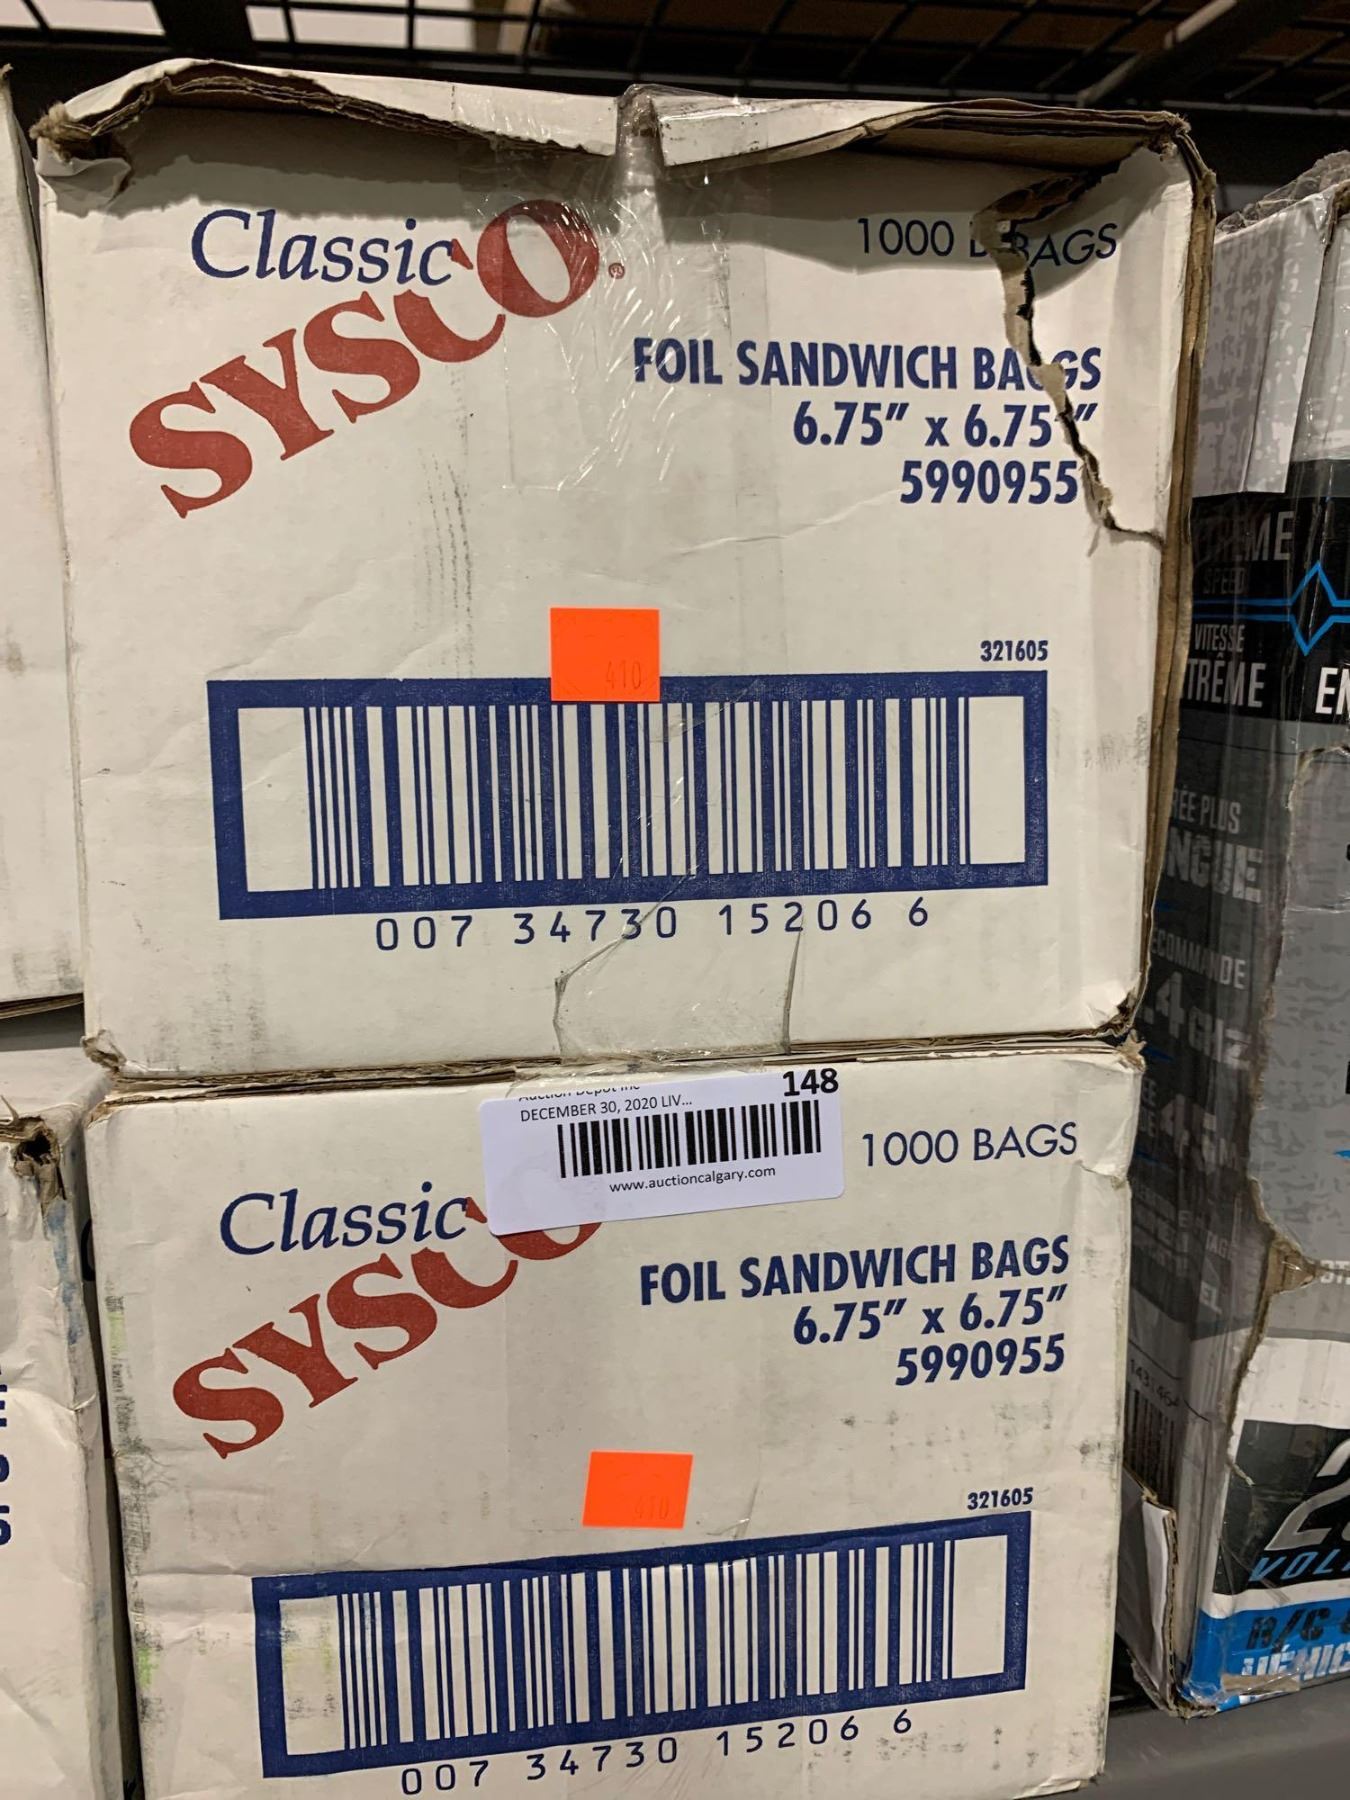 Classic
SYSCO®
1000 BAGS
FOIL SANDWICH BAGS
6.75" x 6.75"
5990955
410
321605
007 34730 15206 6
148
DECEMBER 30, 2020 LIV...
www.auctioncalgary.com
1000 BAGS
Classic
SYSCO
FOIL SANDWICH BAGS
6.75" x 6.75"
5990955
410
321605
007 34730 15206 6
SPEED
VITESSE